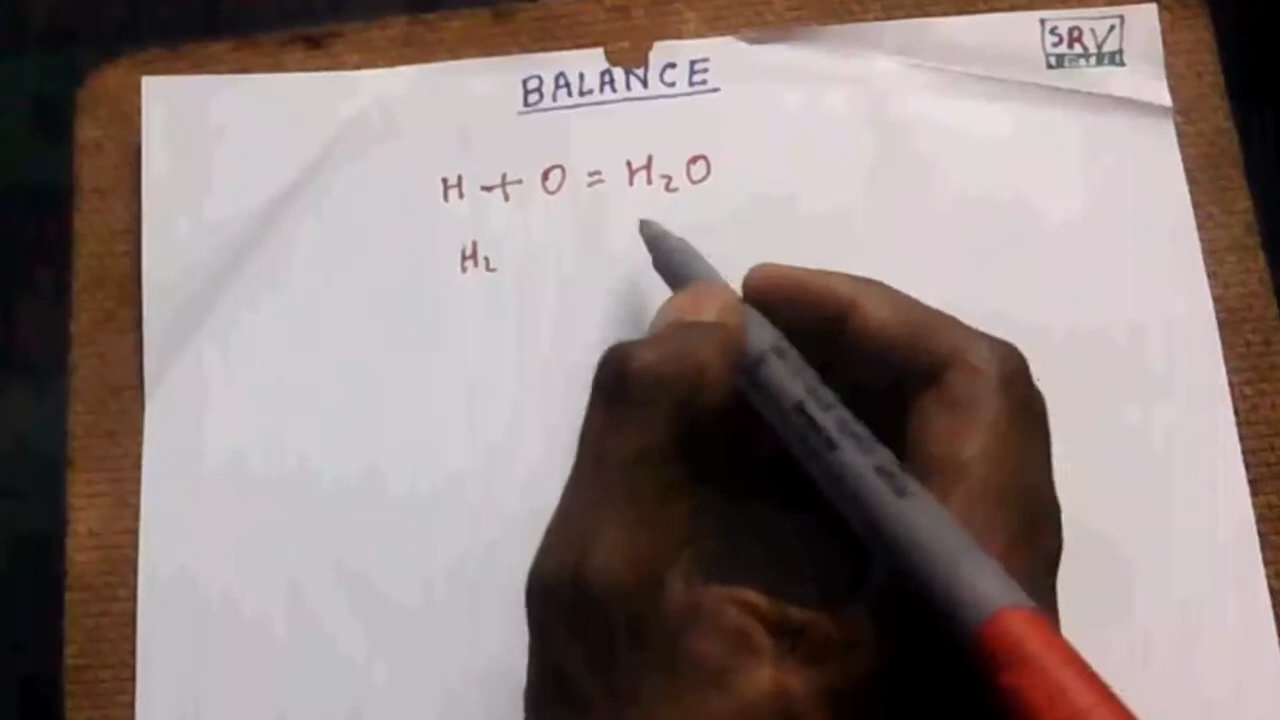 SRV
BALANCE
H + O = H₂O
H₂